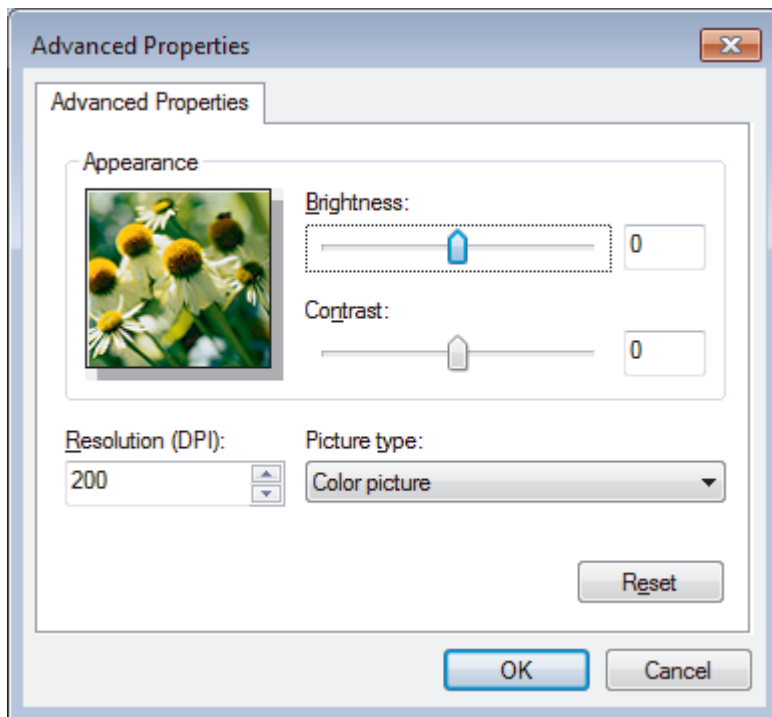 Advanced Properties
Advanced Properties
Appearance
Brightness:
0
Contrast:
0
Resolution (DPI):
200
Picture type:
Color picture
Reset
OK
Cancel